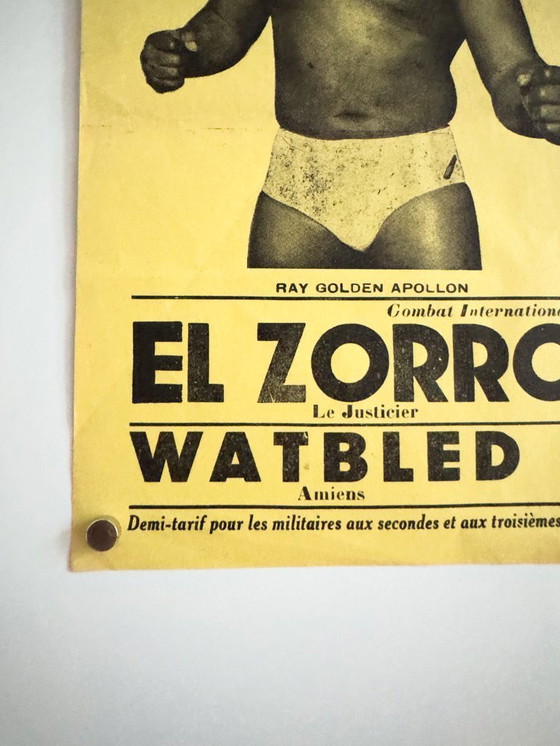 RAY GOLDEN APOLLON
Combat Internation
EL ZORRO
Le Justicier
WATBLED
Amiens
Demi-tarif pour les militaires aux secondes et aux troisièmes